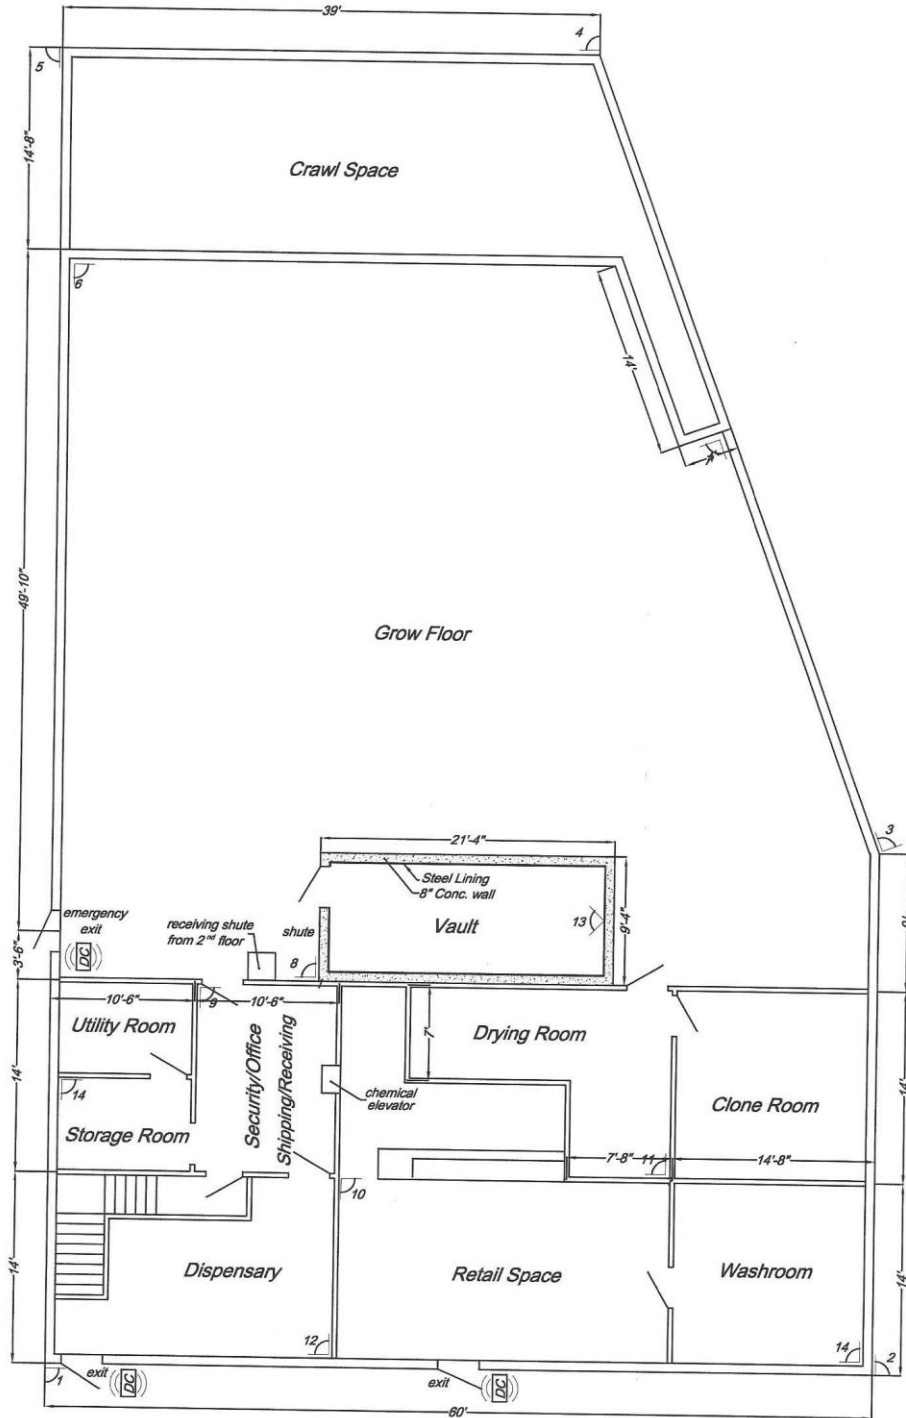 39'
4
5
14'-8"
Crawl Space
6
14'
49'-10"
Grow Floor
3
21'-4"
Steel Lining
8" Conc. wall
Vault
13
9'-4"
emergency
exit
DC
receiving shute
from 2nd floor
shute
8
3'-6"
10'-6"
9
10'-6"
Utility Room
14'
14
Storage Room
Security/Office
Shipping/Receiving
chemical
elevator
7'
Drying Room
Clone Room
14'
7'-8"
11
14'-8"
10
14'
Dispensary
Retail Space
Washroom
14'
12
14
1
exit
DC
exit
DC
2
60'